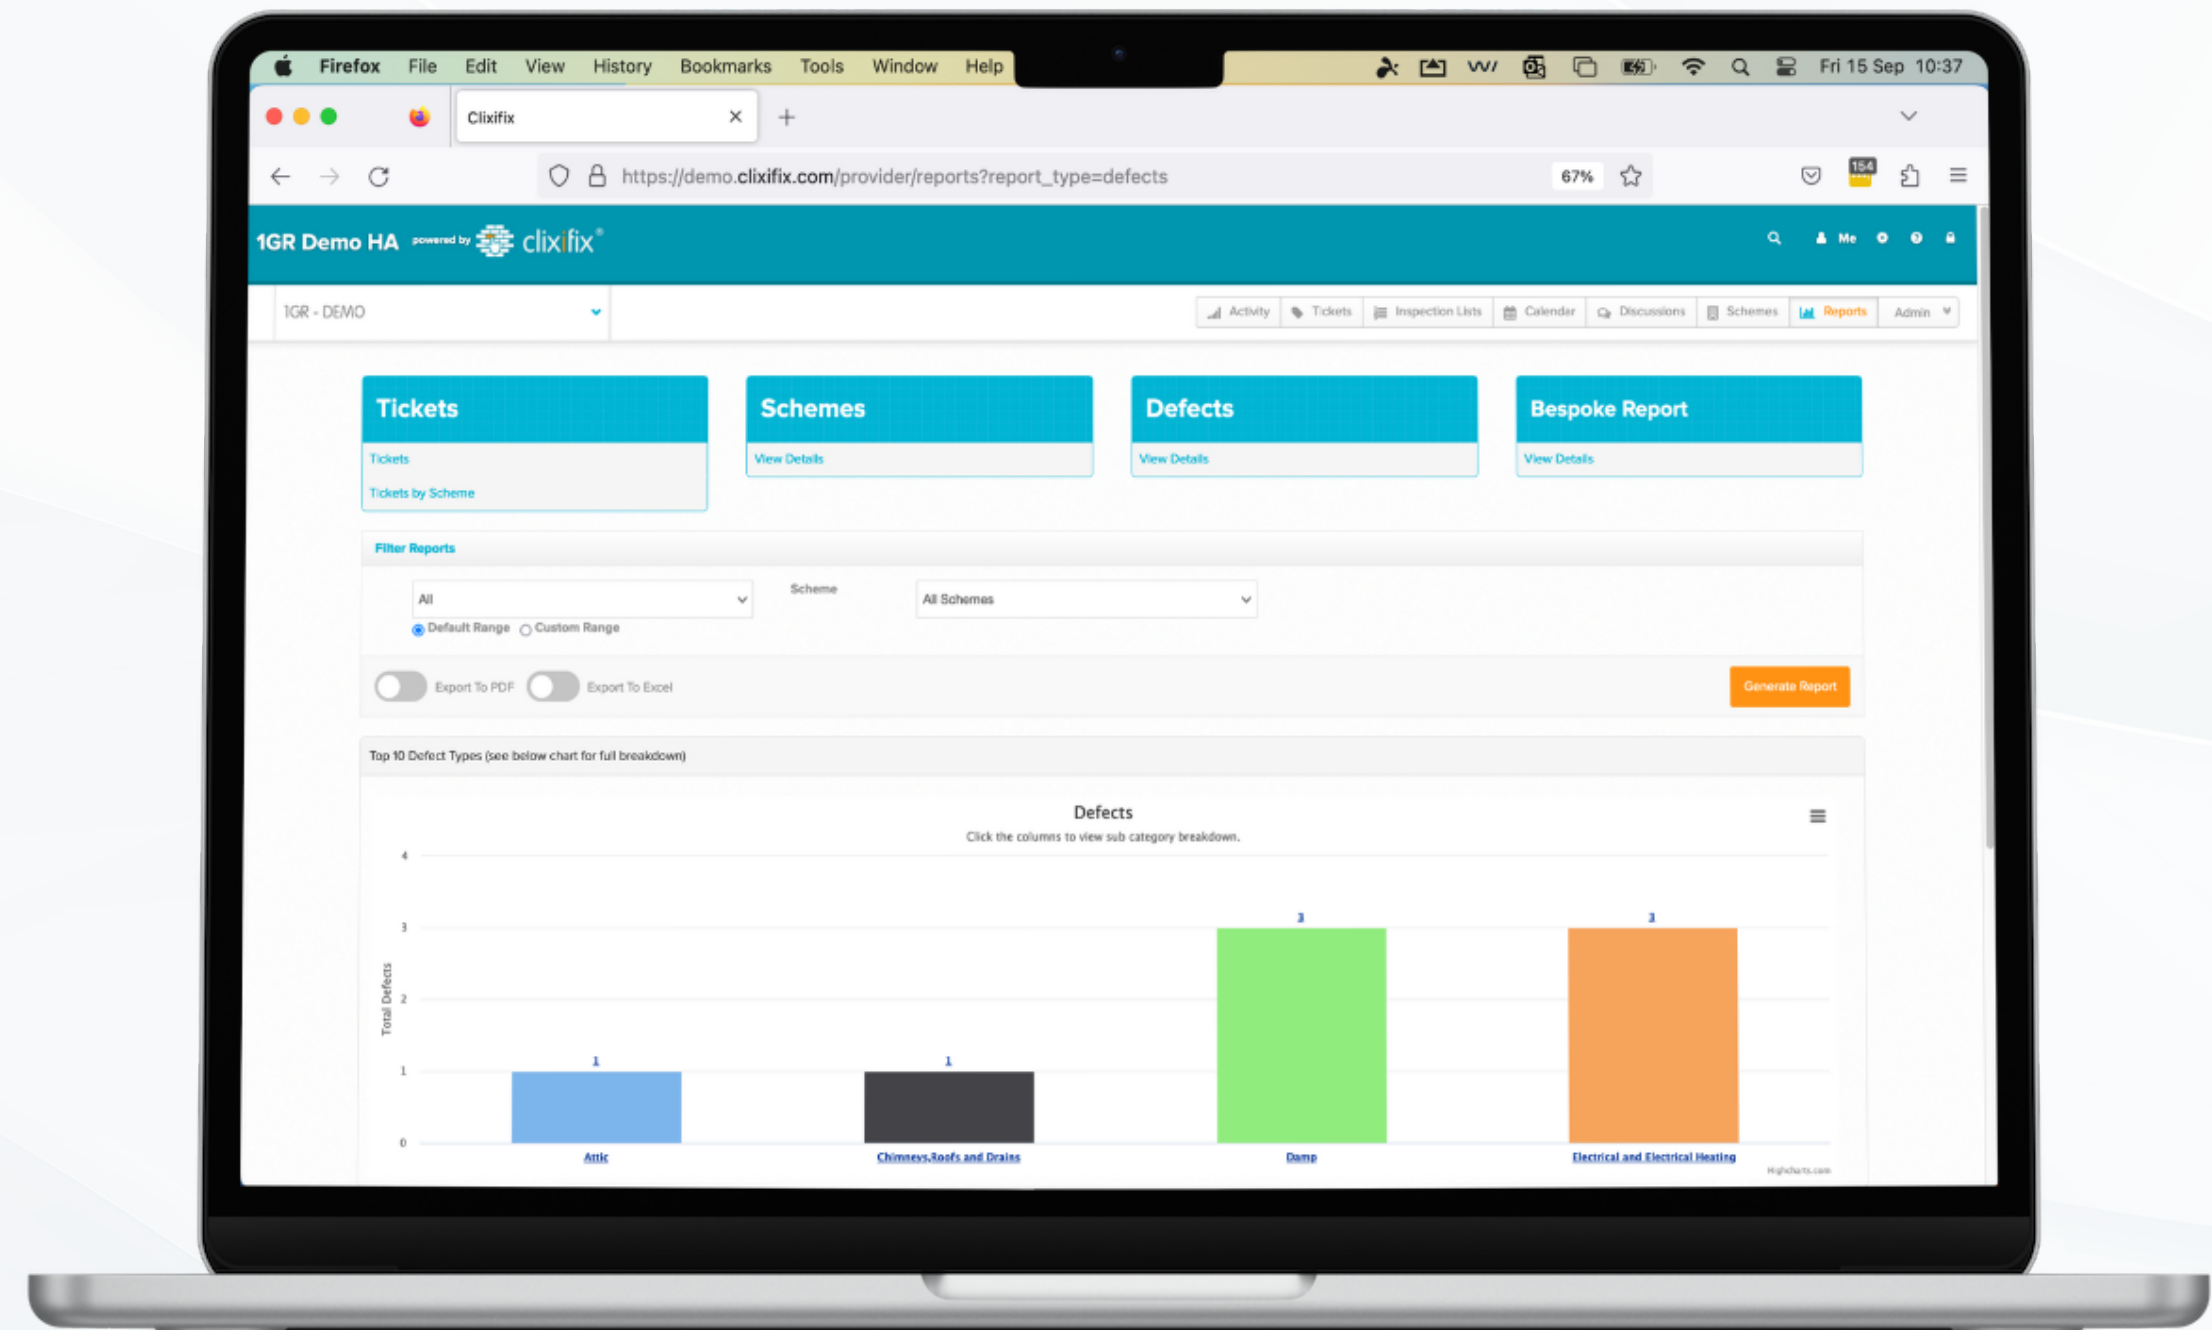 Firefox File Edit View History Bookmarks Tools Window Help Fri 15 Sep 10:37
Clixifix
https://demo.clixifix.com/provider/reports?report_type=defects 67% 154
1GR Demo HA powered by clixifix® Me
1GR - DEMO Activity Tickets Inspection Lists Calendar Discussions Schemes Reports Admin
Tickets Schemes Defects Bespoke Report
Tickets View Details View Details View Details
Tickets by Scheme
Filter Reports
All Scheme All Schemes
Default Range Custom Range
Export To PDF Export To Excel Generate Report
Top 10 Defect Types (see below chart for full breakdown)
Defects
Click the columns to view sub category breakdown.
4
3 3
3
Total Defects
2
1 1
1
0
Attic Chimneys,Roofs and Drains Damp Electrical and Electrical Heating
Highcharts.com